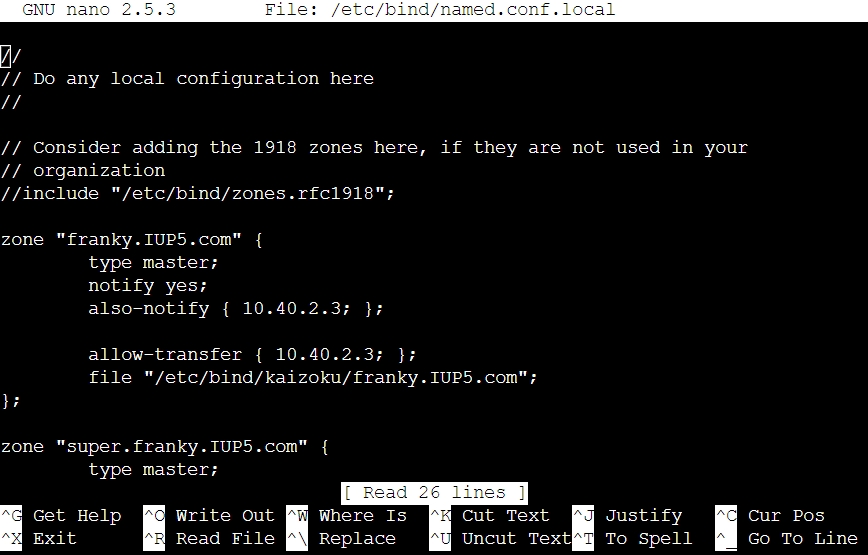 GNU nano 2.5.3 File: /etc/bind/named.conf.local
//
// Do any local configuration here
//
// Consider adding the 1918 zones here, if they are not used in your
// organization
//include "/etc/bind/zones.rfc1918";
zone "franky.IUP5.com" {
        type master;
        notify yes;
        also-notify { 10.40.2.3; };
        allow-transfer { 10.40.2.3; };
        file "/etc/bind/kaizoku/franky.IUP5.com";
};
zone "super.franky.IUP5.com" {
        type master;
[ Read 26 lines ]
^G Get Help ^O Write Out ^W Where Is ^K Cut Text ^J Justify ^C Cur Pos
^X Exit ^R Read File ^\ Replace ^U Uncut Text ^T To Spell ^_ Go To Line